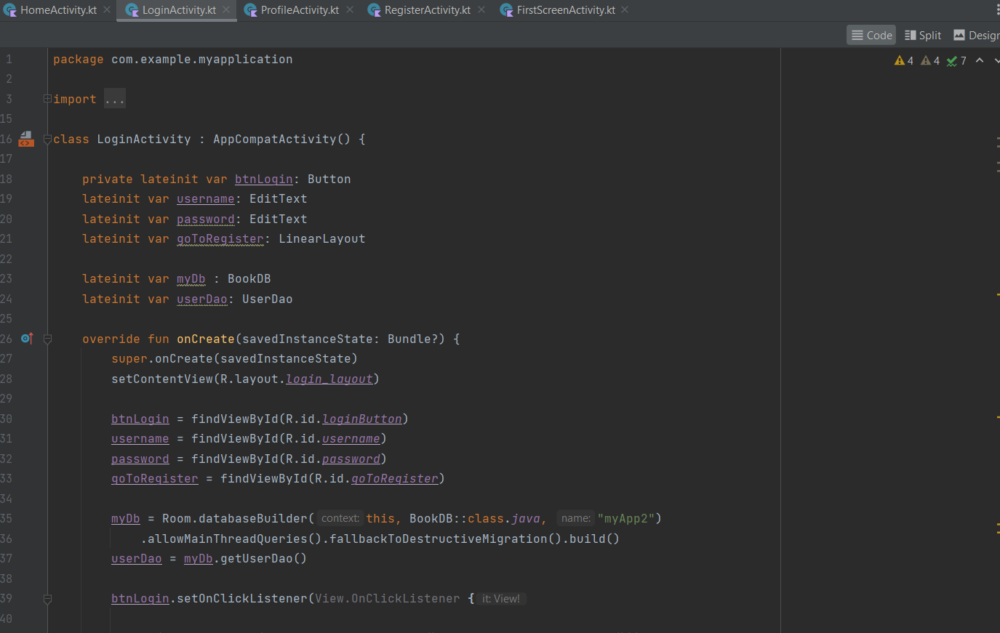 HomeActivity.kt LoginActivity.kt ProfileActivity.kt RegisterActivity.kt FirstScreenActivity.kt
Code Split Design
4 4 7
1 package com.example.myapplication
2
3 import ...
15
16 class LoginActivity : AppCompatActivity() {
17
18 private lateinit var btnLogin: Button
19 lateinit var username: EditText
20 lateinit var password: EditText
21 lateinit var goToRegister: LinearLayout
22
23 lateinit var myDb : BookDB
24 lateinit var userDao: UserDao
25
26 override fun onCreate(savedInstanceState: Bundle?) {
27 super.onCreate(savedInstanceState)
28 setContentView(R.layout.login_layout)
29
30 btnLogin = findViewById(R.id.loginButton)
31 username = findViewById(R.id.username)
32 password = findViewById(R.id.password)
33 goToRegister = findViewById(R.id.goToRegister)
34
35 myDb = Room.databaseBuilder( context: this, BookDB::class.java, name: "myApp2")
36 .allowMainThreadQueries().fallbackToDestructiveMigration().build()
37 userDao = myDb.getUserDao()
38
39 btnLogin.setOnClickListener(View.OnClickListener { it: View!
40